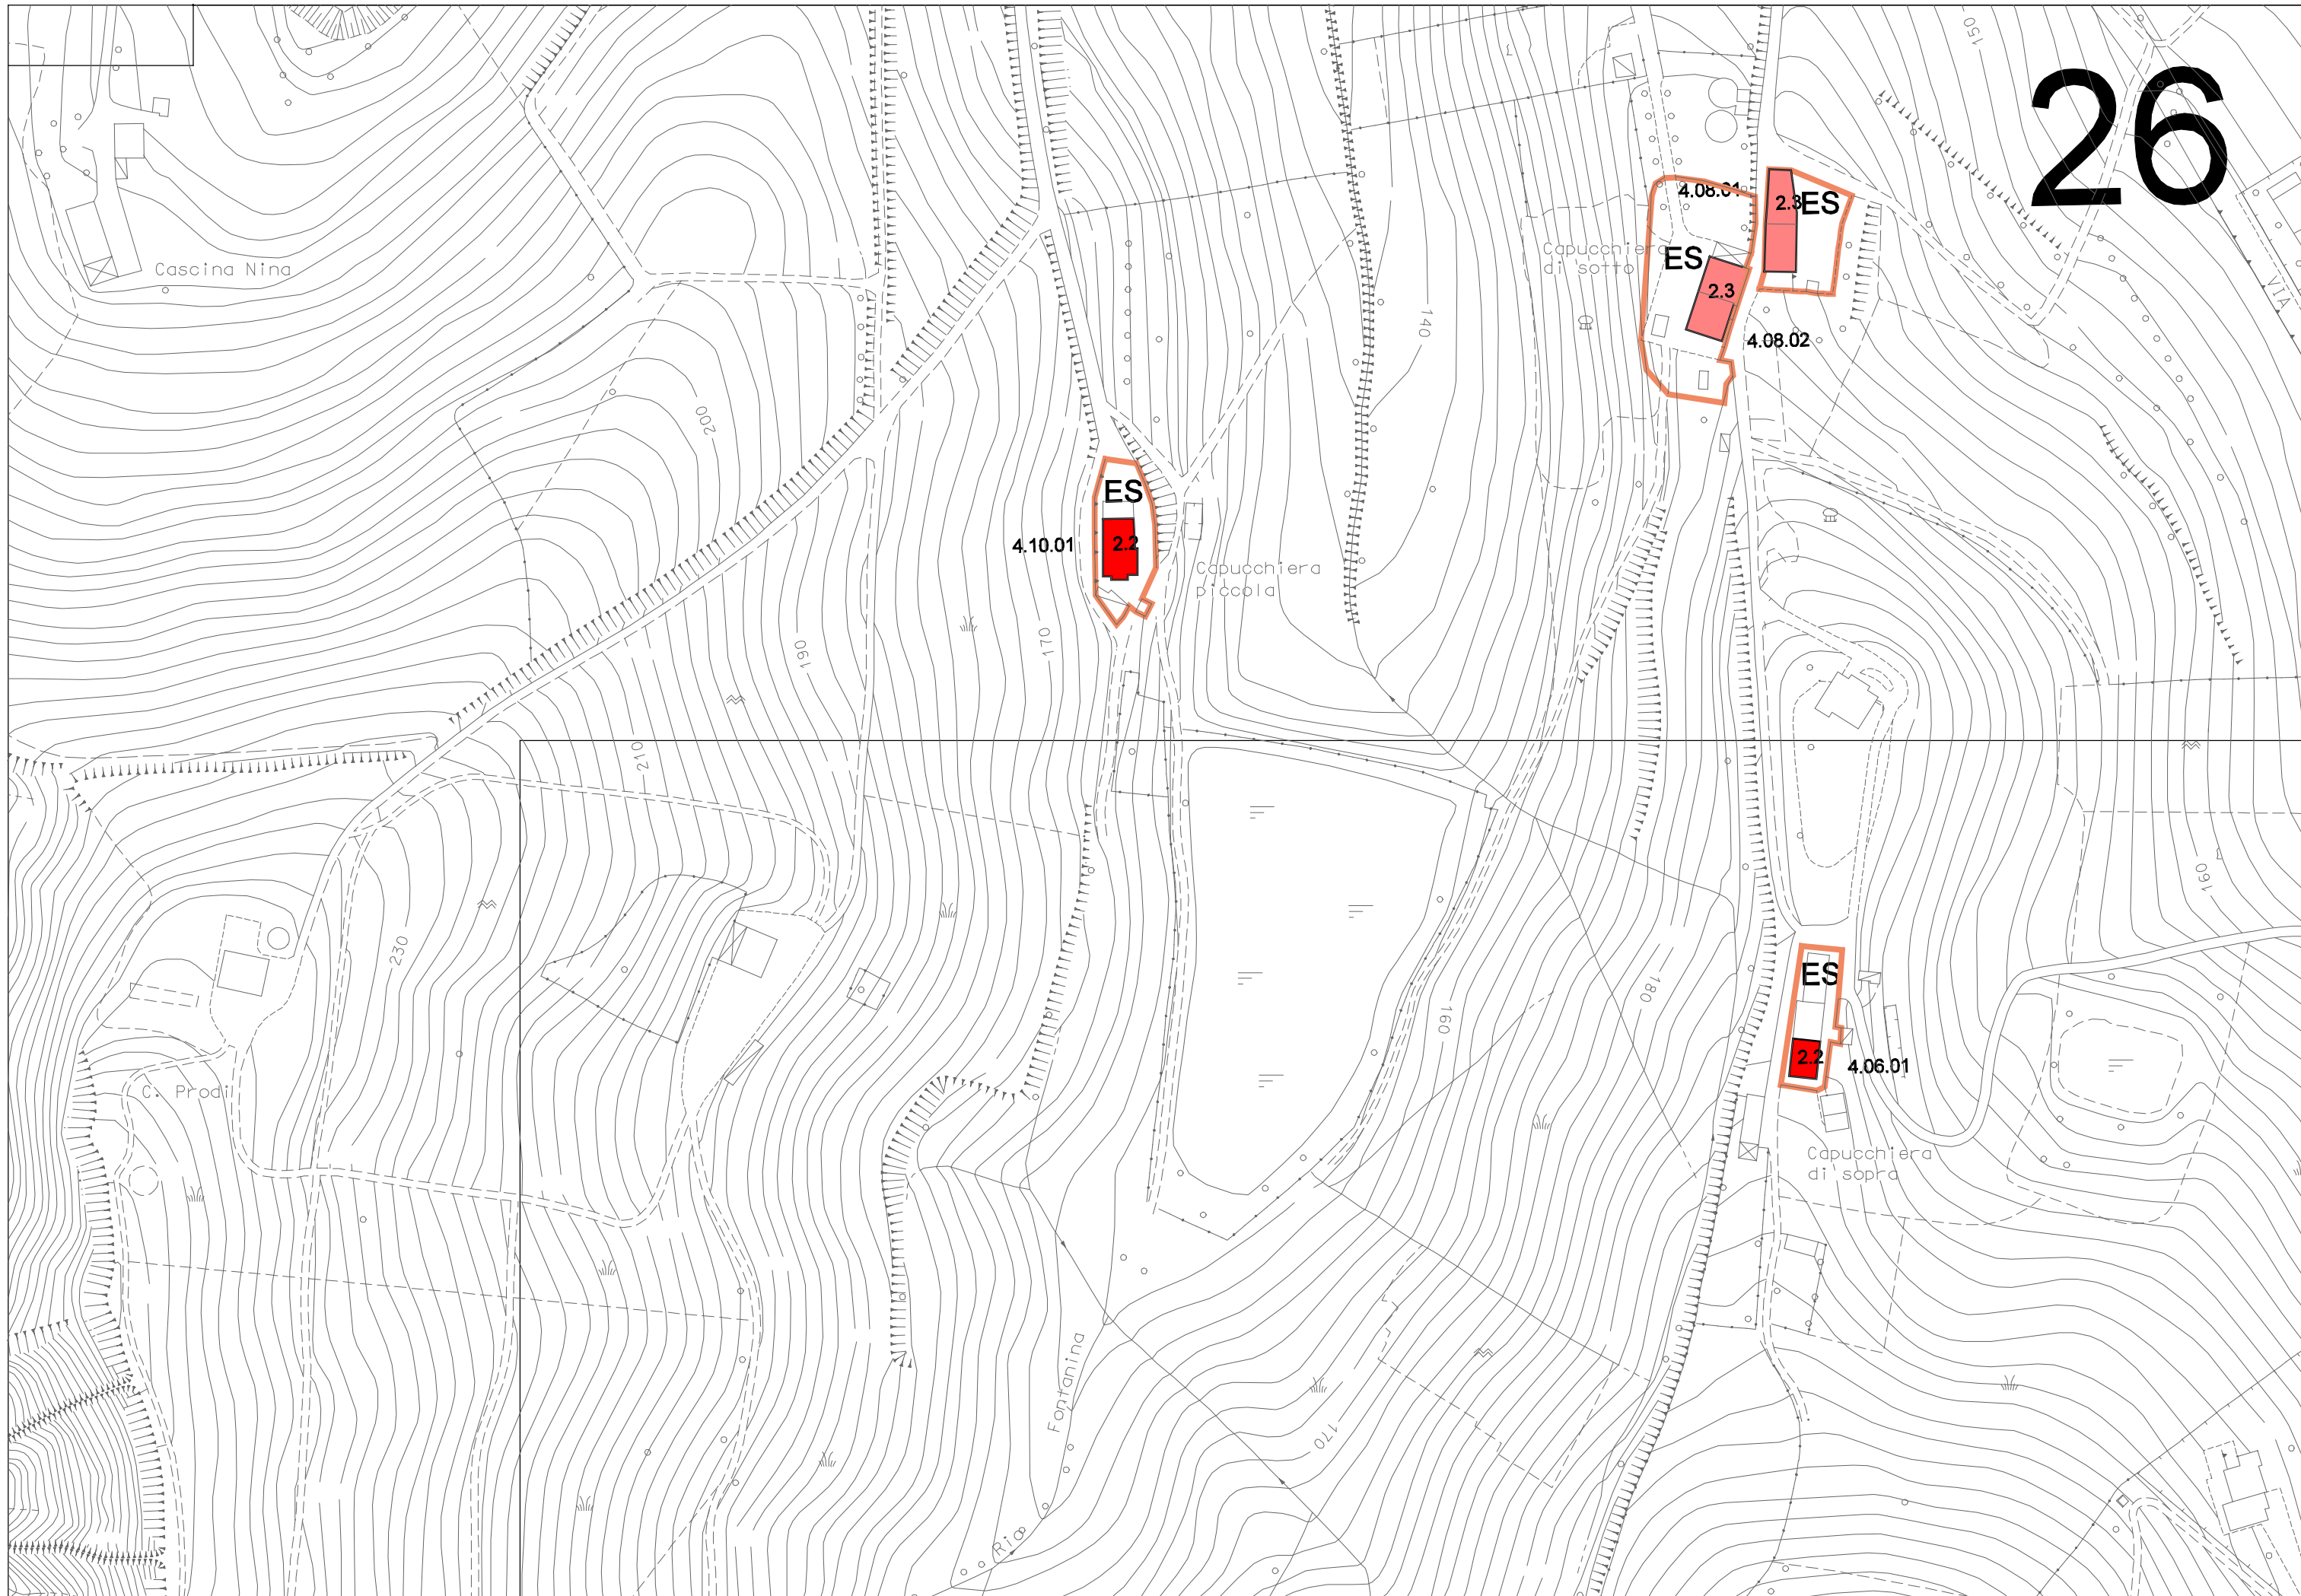 150
26
4.08.01
2.3
ES
Cascina Nina
Capucchiera
di sotto
ES
2.3
VIA
140
4.08.02
200
ES
4.10.01
2.2
Capucchiera
piccola
190
170
210
160
230
ES
180
160
2.2
4.06.01
C. Prodi
Capucchiera
di sopra
Fontanina
170
Rio